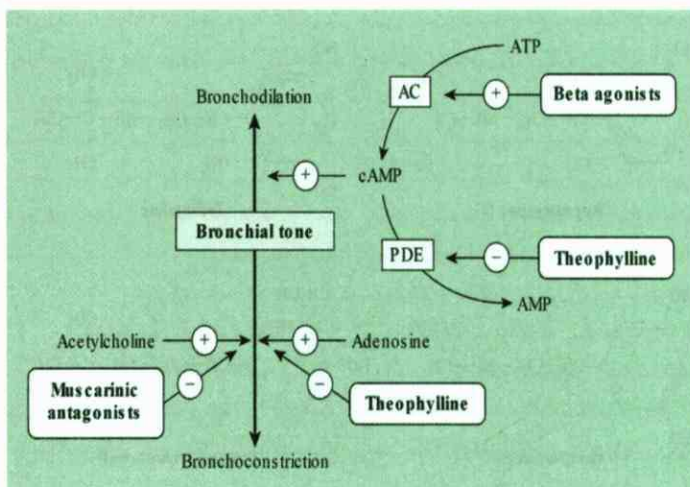 ATP
Bronchodilation
AC
+
Beta agonists
+
cAMP
Bronchial tone
PDE
−
Theophylline
AMP
Acetylcholine
+
+
Adenosine
Muscarinic
antagonists
−
−
Theophylline
Bronchoconstriction